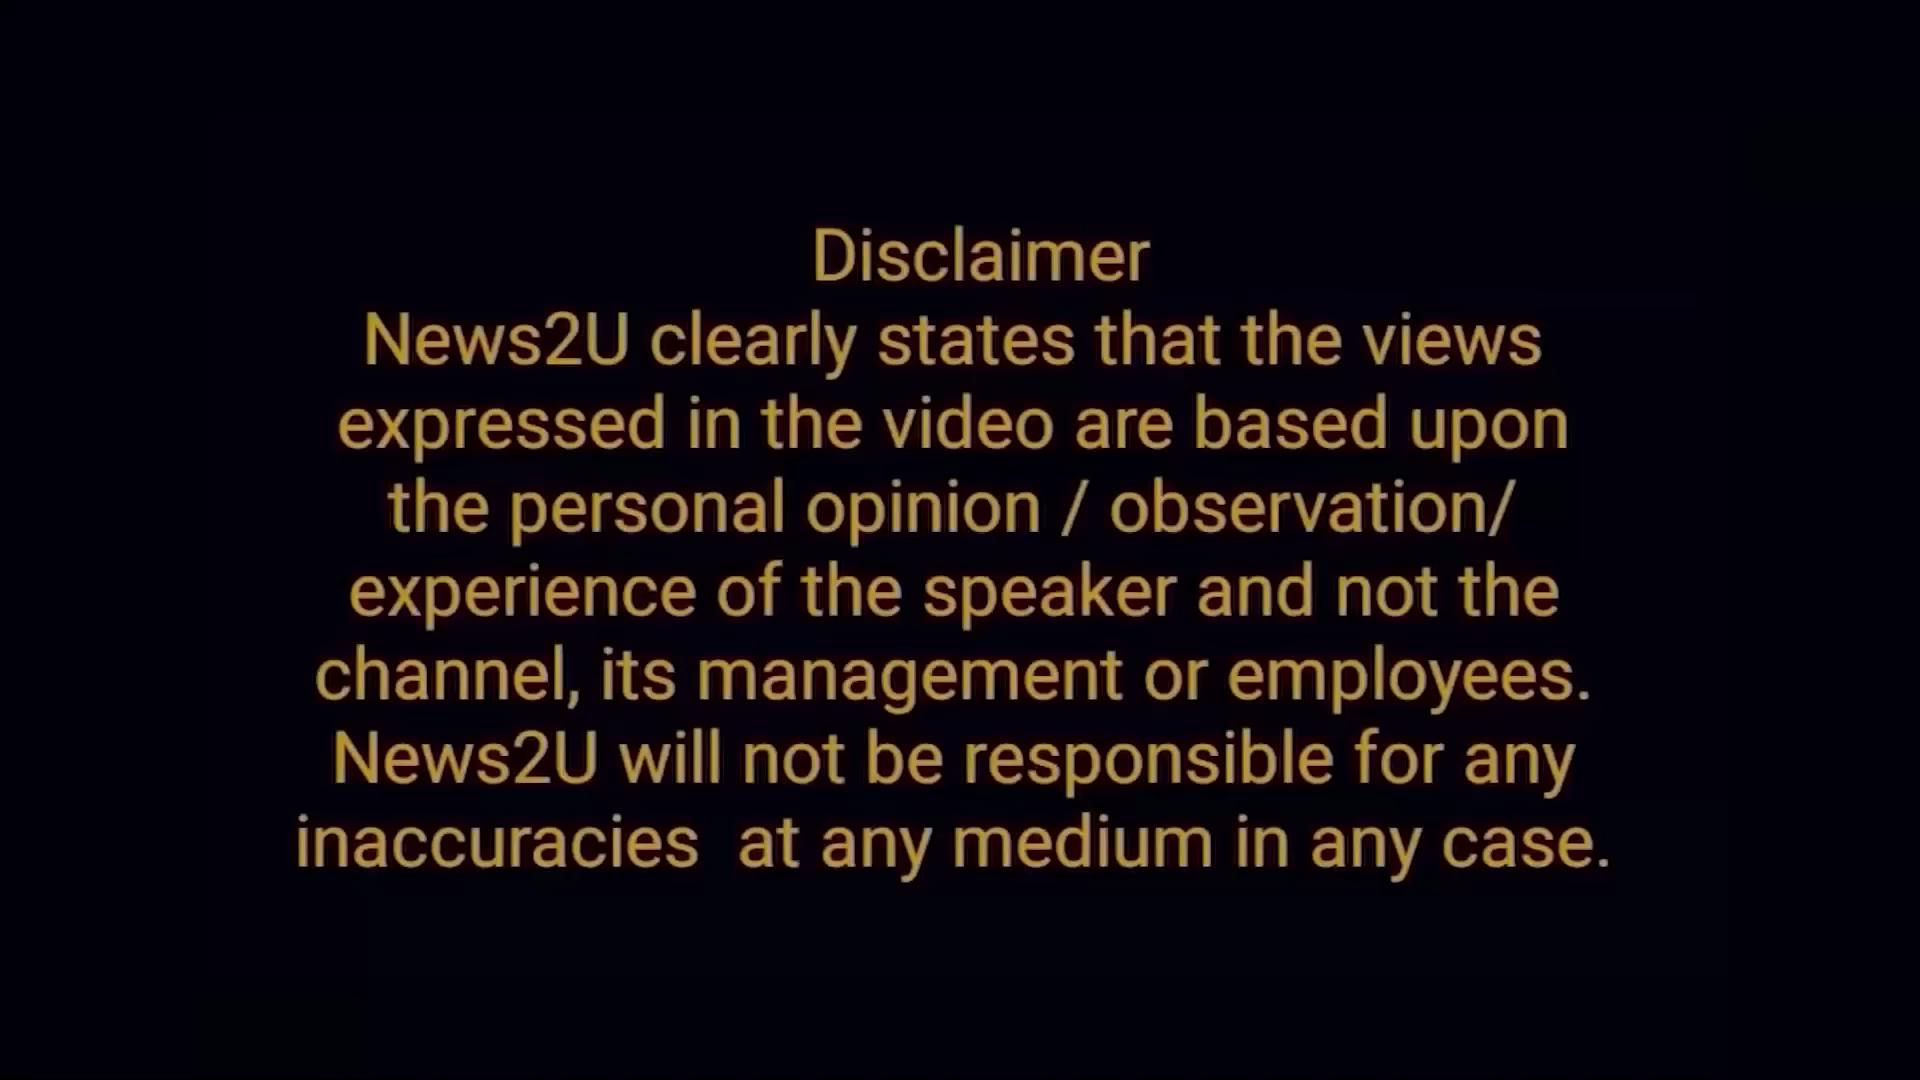 Disclaimer
News2U clearly states that the views
expressed in the video are based upon
the personal opinion / observation/
experience of the speaker and not the
channel, its management or employees.
News2U will not be responsible for any
inaccuracies  at any medium in any case.